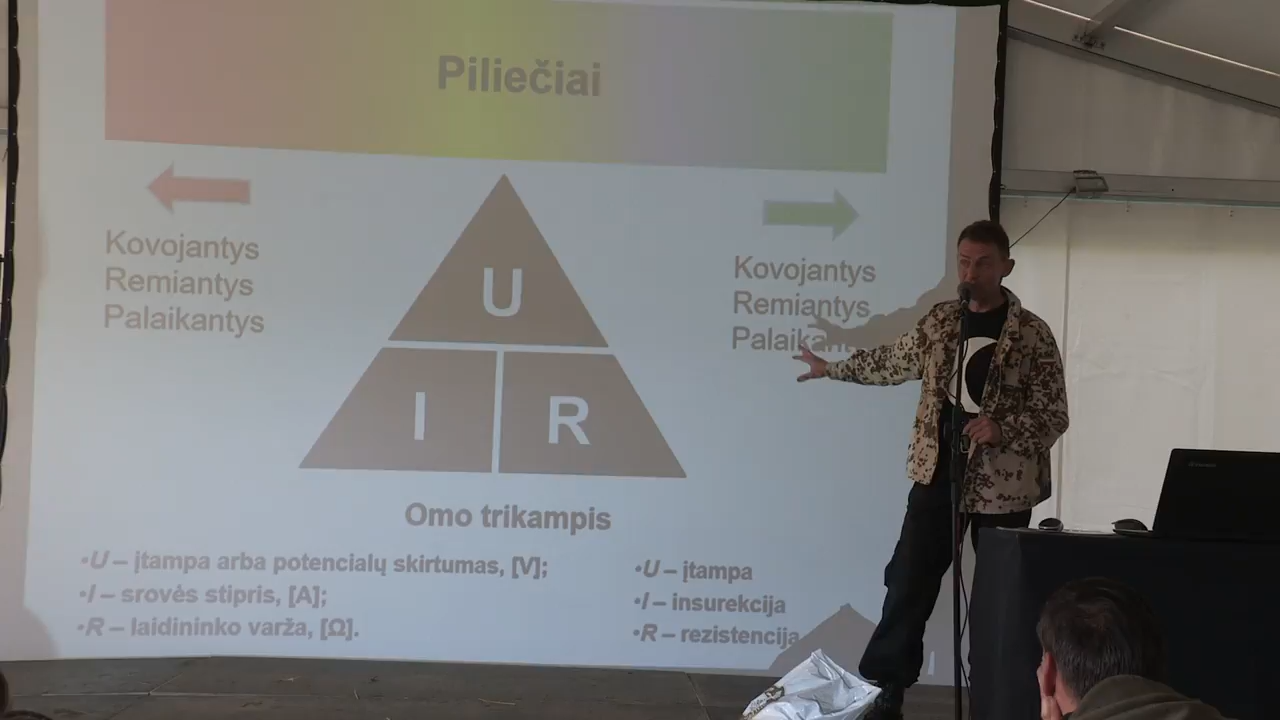 Piliečiai
Kovojantys
Remiantys
Palaikantys
U
I
R
Kovojantys
Remiantys
Omo trikampis
•U – įtampa arba potencialų skirtumas, [V];
•I – srovės stipris, [A];
•R – laidininko varža, [Ω].
•U – įtampa
•I – insurekcija
•R – rezistencija